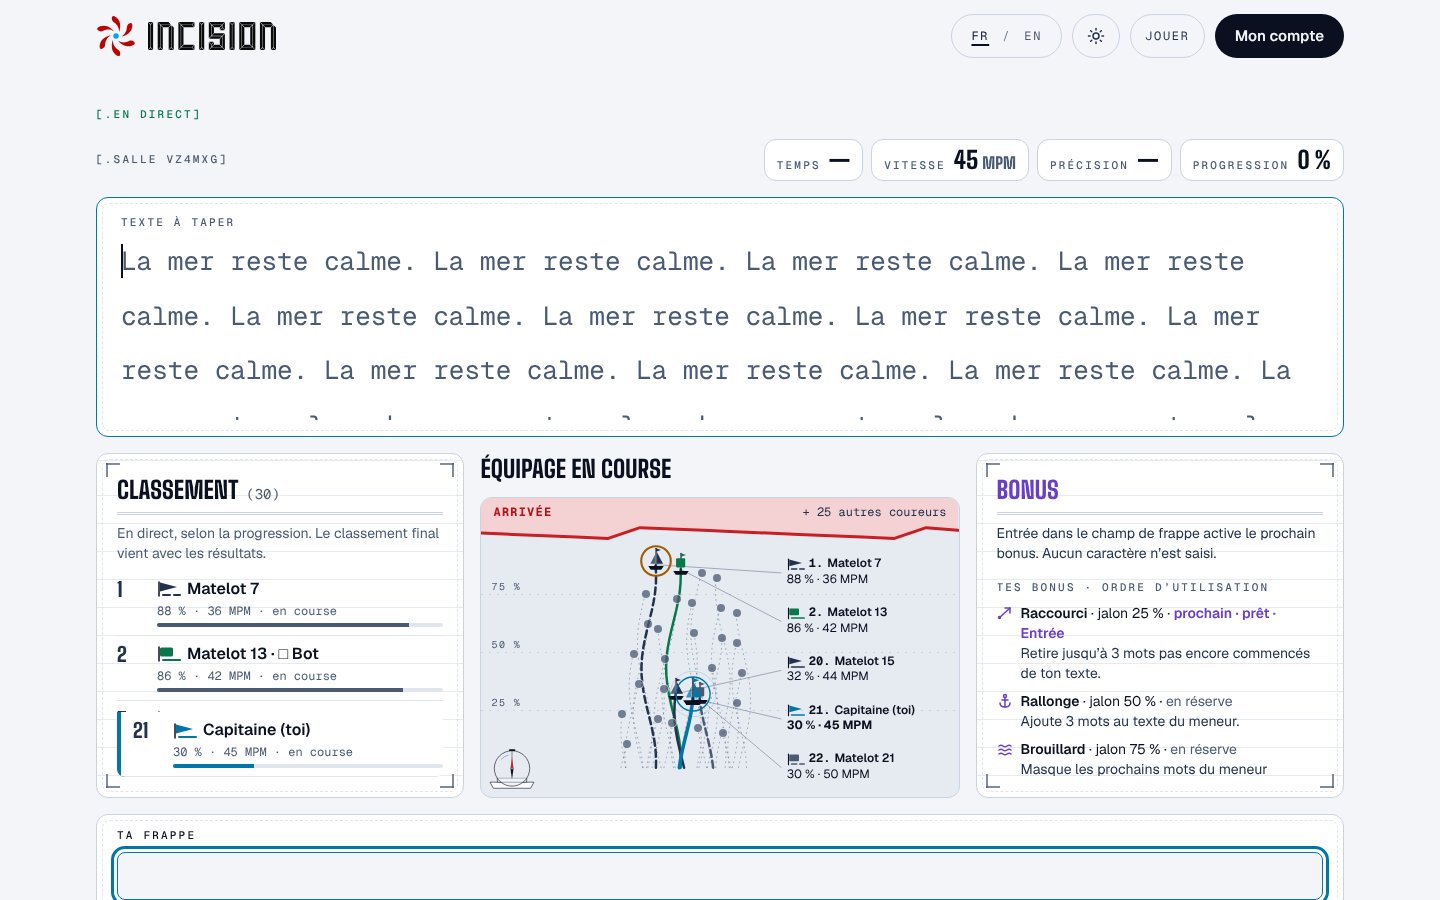 INCISION
FR / EN
JOUER
Mon compte
[.EN DIRECT]
[.SALLE VZ4MXG]
TEMPS —
VITESSE 45 MPM
PRÉCISION —
PROGRESSION 0 %
TEXTE À TAPER
La mer reste calme. La mer reste calme. La mer reste calme. La mer reste
calme. La mer reste calme. La mer reste calme. La mer reste calme. La mer
reste calme. La mer reste calme. La mer reste calme. La mer reste calme. La
CLASSEMENT (30)
En direct, selon la progression. Le classement final
vient avec les résultats.
1 Matelot 7
88 % · 36 MPM · en course
2 Matelot 13 · □ Bot
86 % · 42 MPM · en course
21 Capitaine (toi)
30 % · 45 MPM · en course
ÉQUIPAGE EN COURSE
ARRIVÉE
+ 25 autres coureurs
75 %
50 %
25 %
1. Matelot 7
88 % · 36 MPM
2. Matelot 13
86 % · 42 MPM
20. Matelot 15
32 % · 44 MPM
21. Capitaine (toi)
30 % · 45 MPM
22. Matelot 21
30 % · 50 MPM
BONUS
Entrée dans le champ de frappe active le prochain
bonus. Aucun caractère n’est saisi.
TES BONUS · ORDRE D’UTILISATION
Raccourci · jalon 25 % · prochain · prêt ·
Entrée
Retire jusqu’à 3 mots pas encore commencés
de ton texte.
Rallonge · jalon 50 % · en réserve
Ajoute 3 mots au texte du meneur.
Brouillard · jalon 75 % · en réserve
Masque les prochains mots du meneur
TA FRAPPE